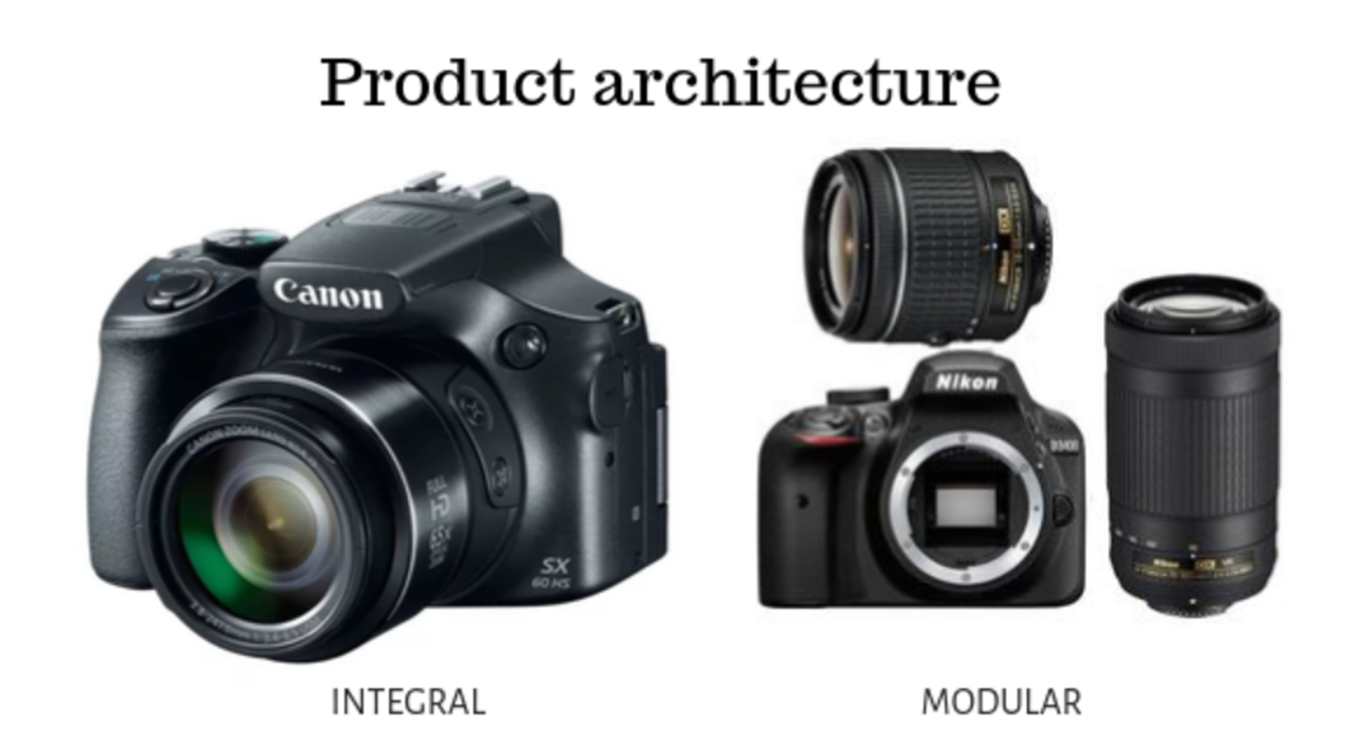 Product architecture
Canon
Nikon
D3400
SX
60 HS
INTEGRAL
MODULAR